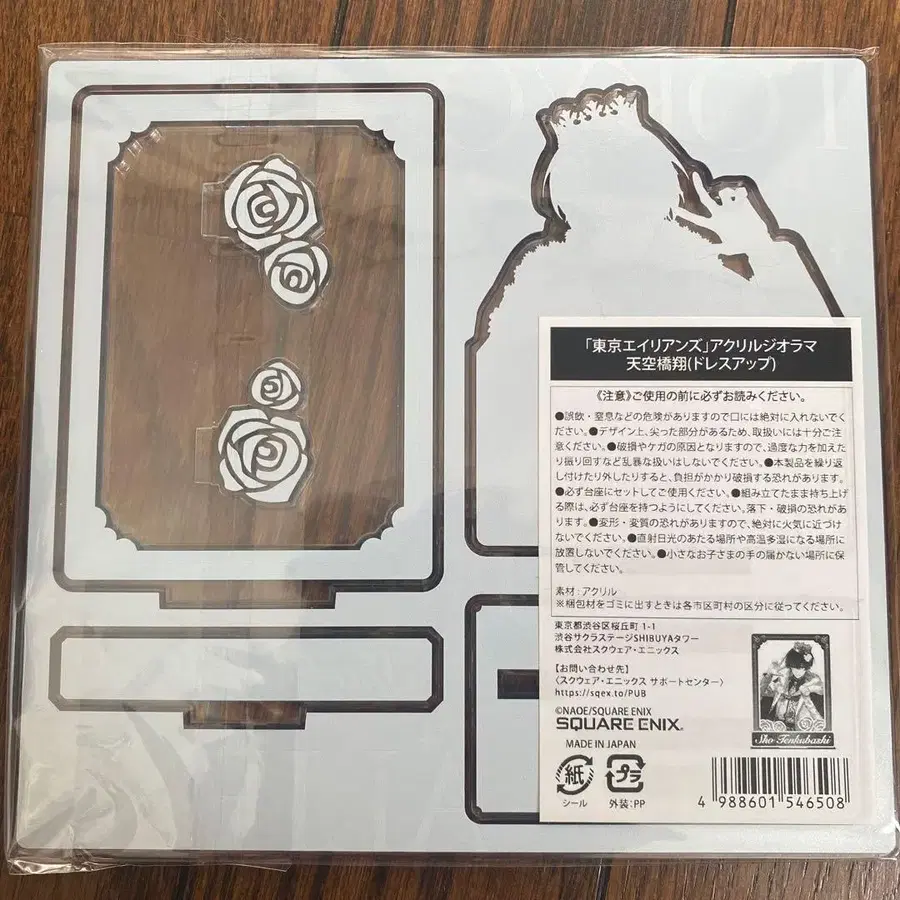 「東京エイリアンズ」アクリルジオラマ
天空橋翔(ドレスアップ)
《注意》ご使用の前に必ずお読みください。
●誤飲・窒息などの危険がありますので口には絶対に入れないでく
ださい。●デザイン上、尖った部分があるため、取扱いには十分ご注
意ください。●破損やケガの原因となりますので、過度な力を加えた
り振り回すなど乱暴な扱いはしないでください。●本製品を繰り返
し付けたり外したりすると、負担がかかり破損する恐れがあります。
●必ず台座にセットしてご使用ください。●組み立てたまま持ち上げ
る際は、必ず台座を持つようにしてください。落下・破損の恐れがあ
ります。●変形・変質の恐れがありますので、絶対に火気に近づけ
ないでください。●直射日光のあたる場所や高温多湿になる場所に
放置しないでください。●小さなお子さまの手の届かない場所に保
管してください。
素材：アクリル
※梱包材をゴミに出すときは各市区町村の区分に従ってください。
東京都渋谷区桜丘町 1-1
渋谷サクラステージSHIBUYAタワー
株式会社スクウェア・エニックス
【お問い合わせ先】
〈スクウェア・エニックス サポートセンター〉
https://sqex.to/PUB
©NAOE/SQUARE ENIX
SQUARE ENIX.
MADE IN JAPAN
Sho Tenkubashi
紙
プラ
シール
外装:PP
4 988601 546508